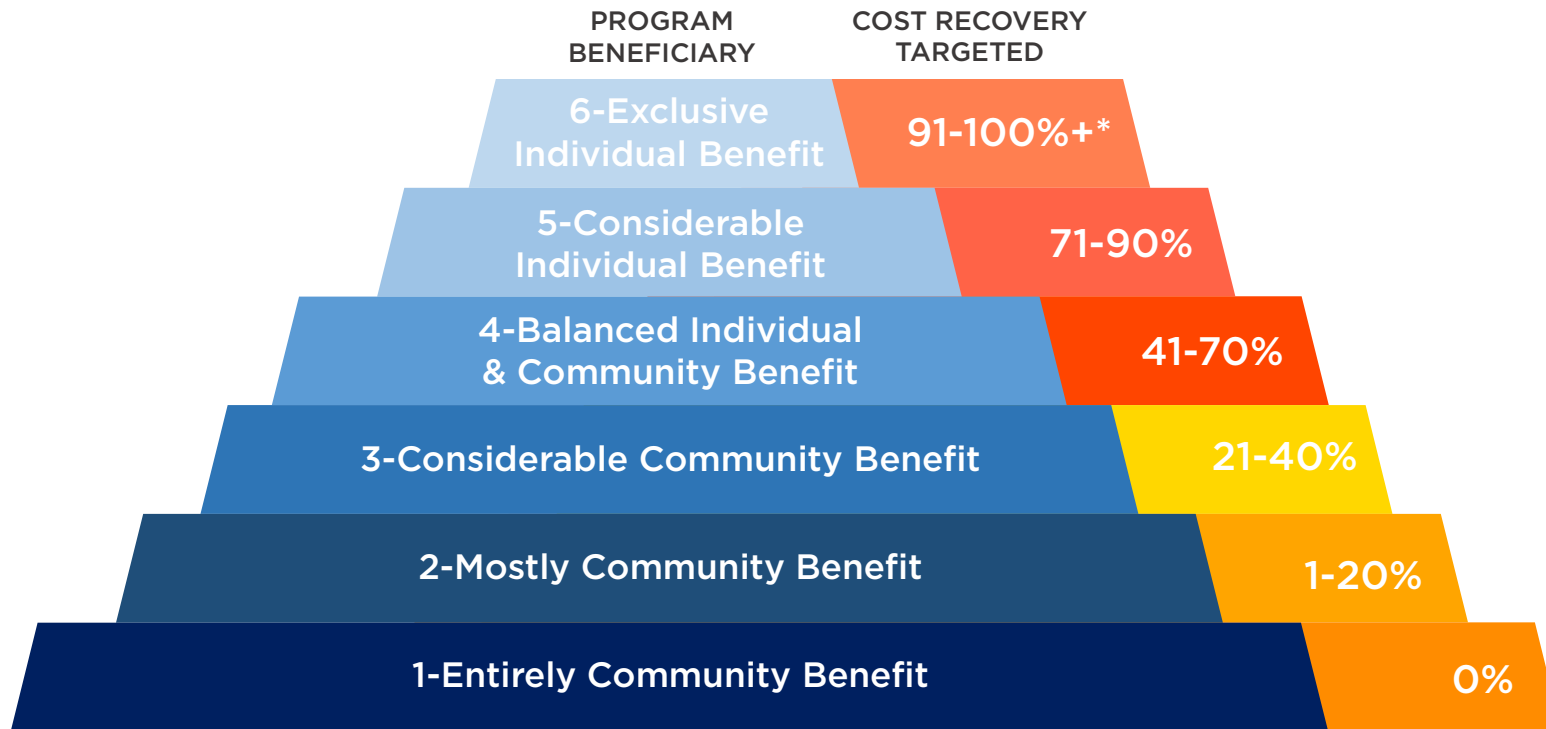 PROGRAM
BENEFICIARY
COST RECOVERY
TARGETED
6-Exclusive
Individual Benefit
91-100%+*
5-Considerable
Individual Benefit
71-90%
4-Balanced Individual
& Community Benefit
41-70%
3-Considerable Community Benefit
21-40%
2-Mostly Community Benefit
1-20%
1-Entirely Community Benefit
0%